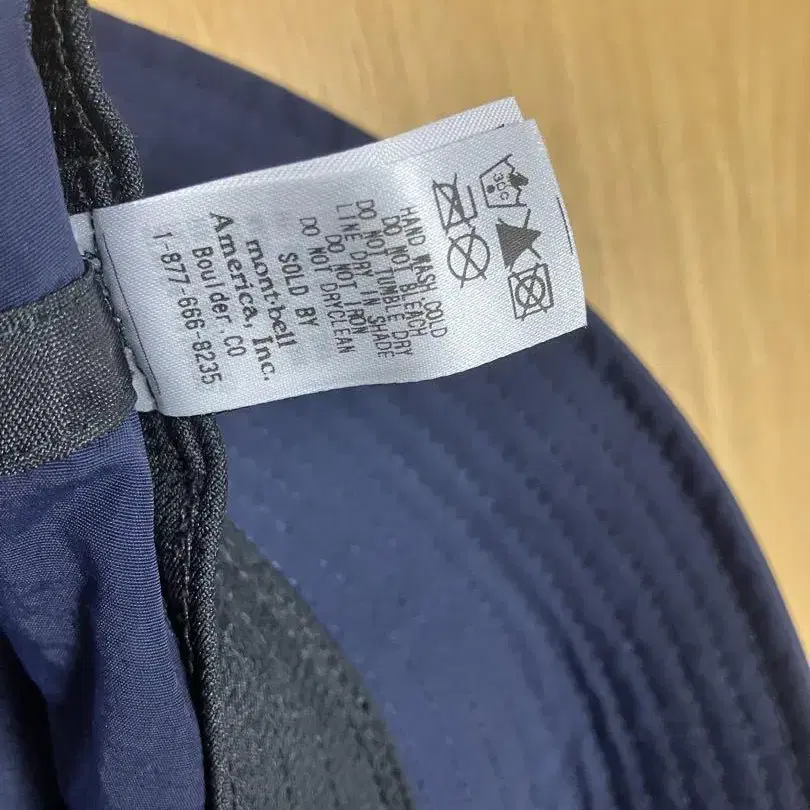 30
C
HAND WASH COLD
DO NOT BLEACH
DO NOT TUMBLE DRY
LINE DRY IN SHADE
DO NOT IRON
DO NOT DRYCLEAN
SOLD BY
mont-bell
America, Inc.
Boulder, CO
1-877-666-8235